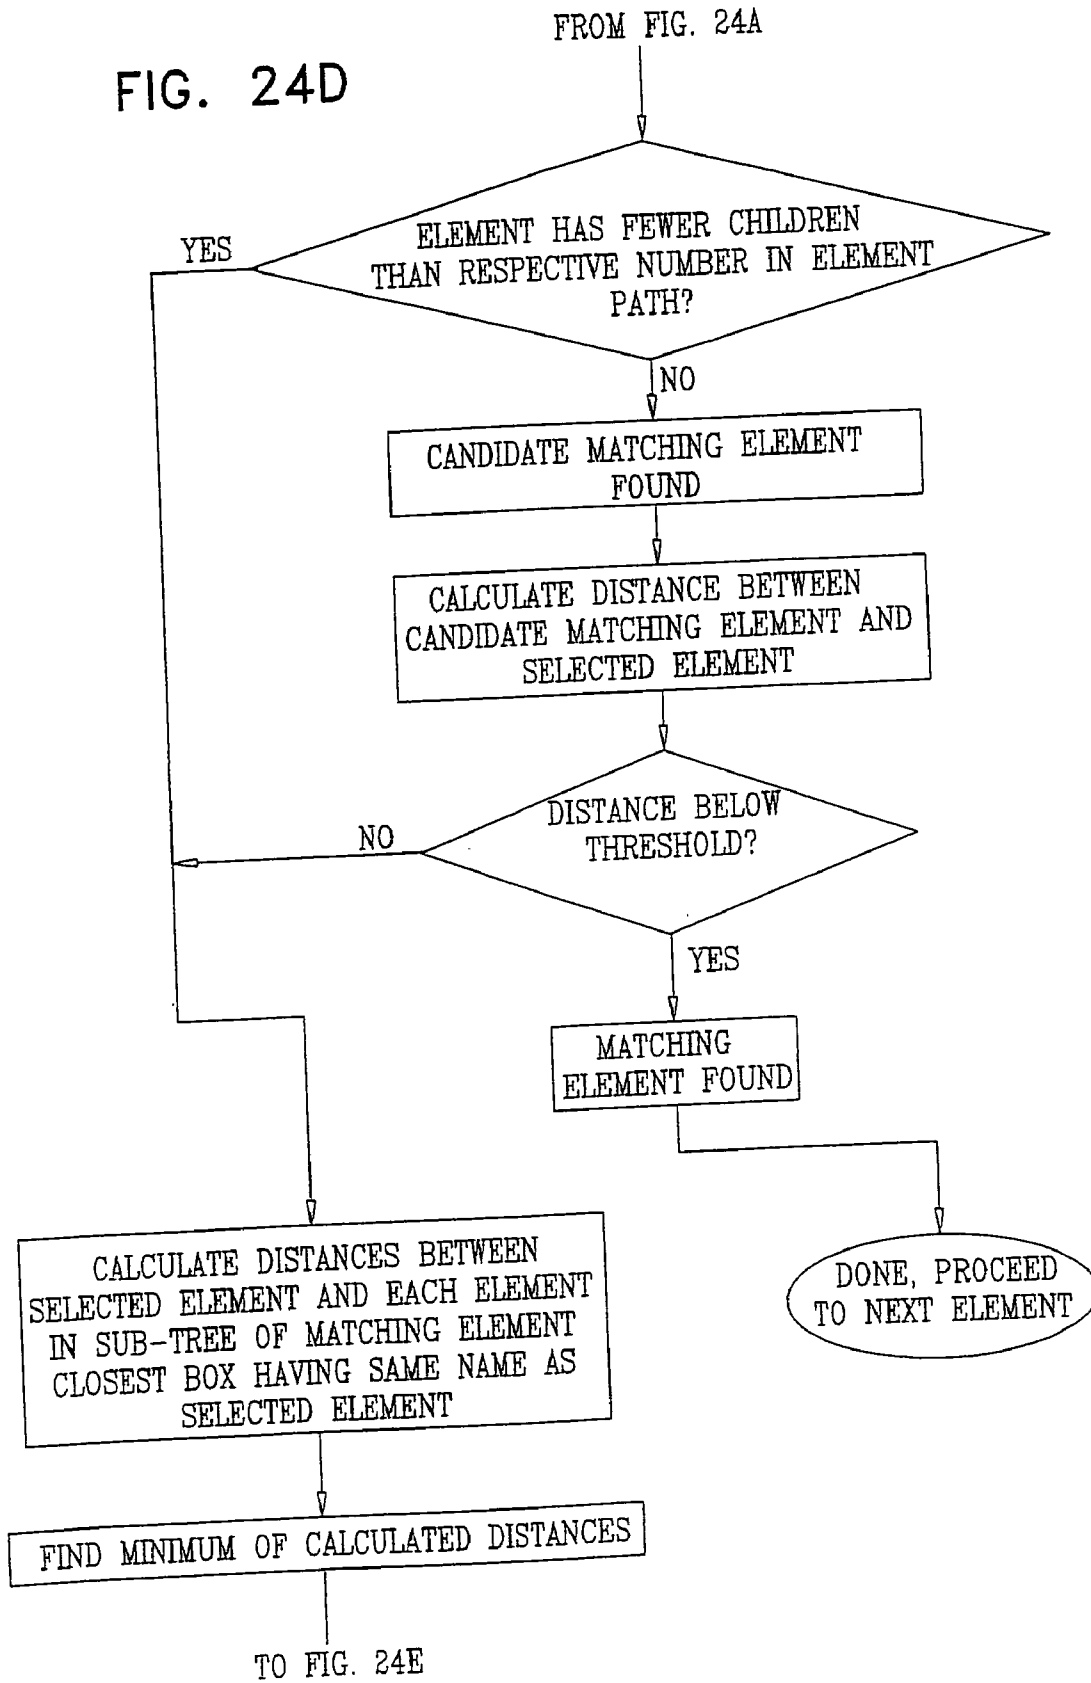 FROM FIG. 24A
FIG. 24D
ELEMENT HAS FEWER CHILDREN
THAN RESPECTIVE NUMBER IN ELEMENT
PATH?
YES
NO
CANDIDATE MATCHING ELEMENT
FOUND
CALCULATE DISTANCE BETWEEN
CANDIDATE MATCHING ELEMENT AND
SELECTED ELEMENT
DISTANCE BELOW
THRESHOLD?
NO
YES
MATCHING
ELEMENT FOUND
DONE, PROCEED
TO NEXT ELEMENT
CALCULATE DISTANCES BETWEEN
SELECTED ELEMENT AND EACH ELEMENT
IN SUB-TREE OF MATCHING ELEMENT
CLOSEST BOX HAVING SAME NAME AS
SELECTED ELEMENT
FIND MINIMUM OF CALCULATED DISTANCES
TO FIG. 24E